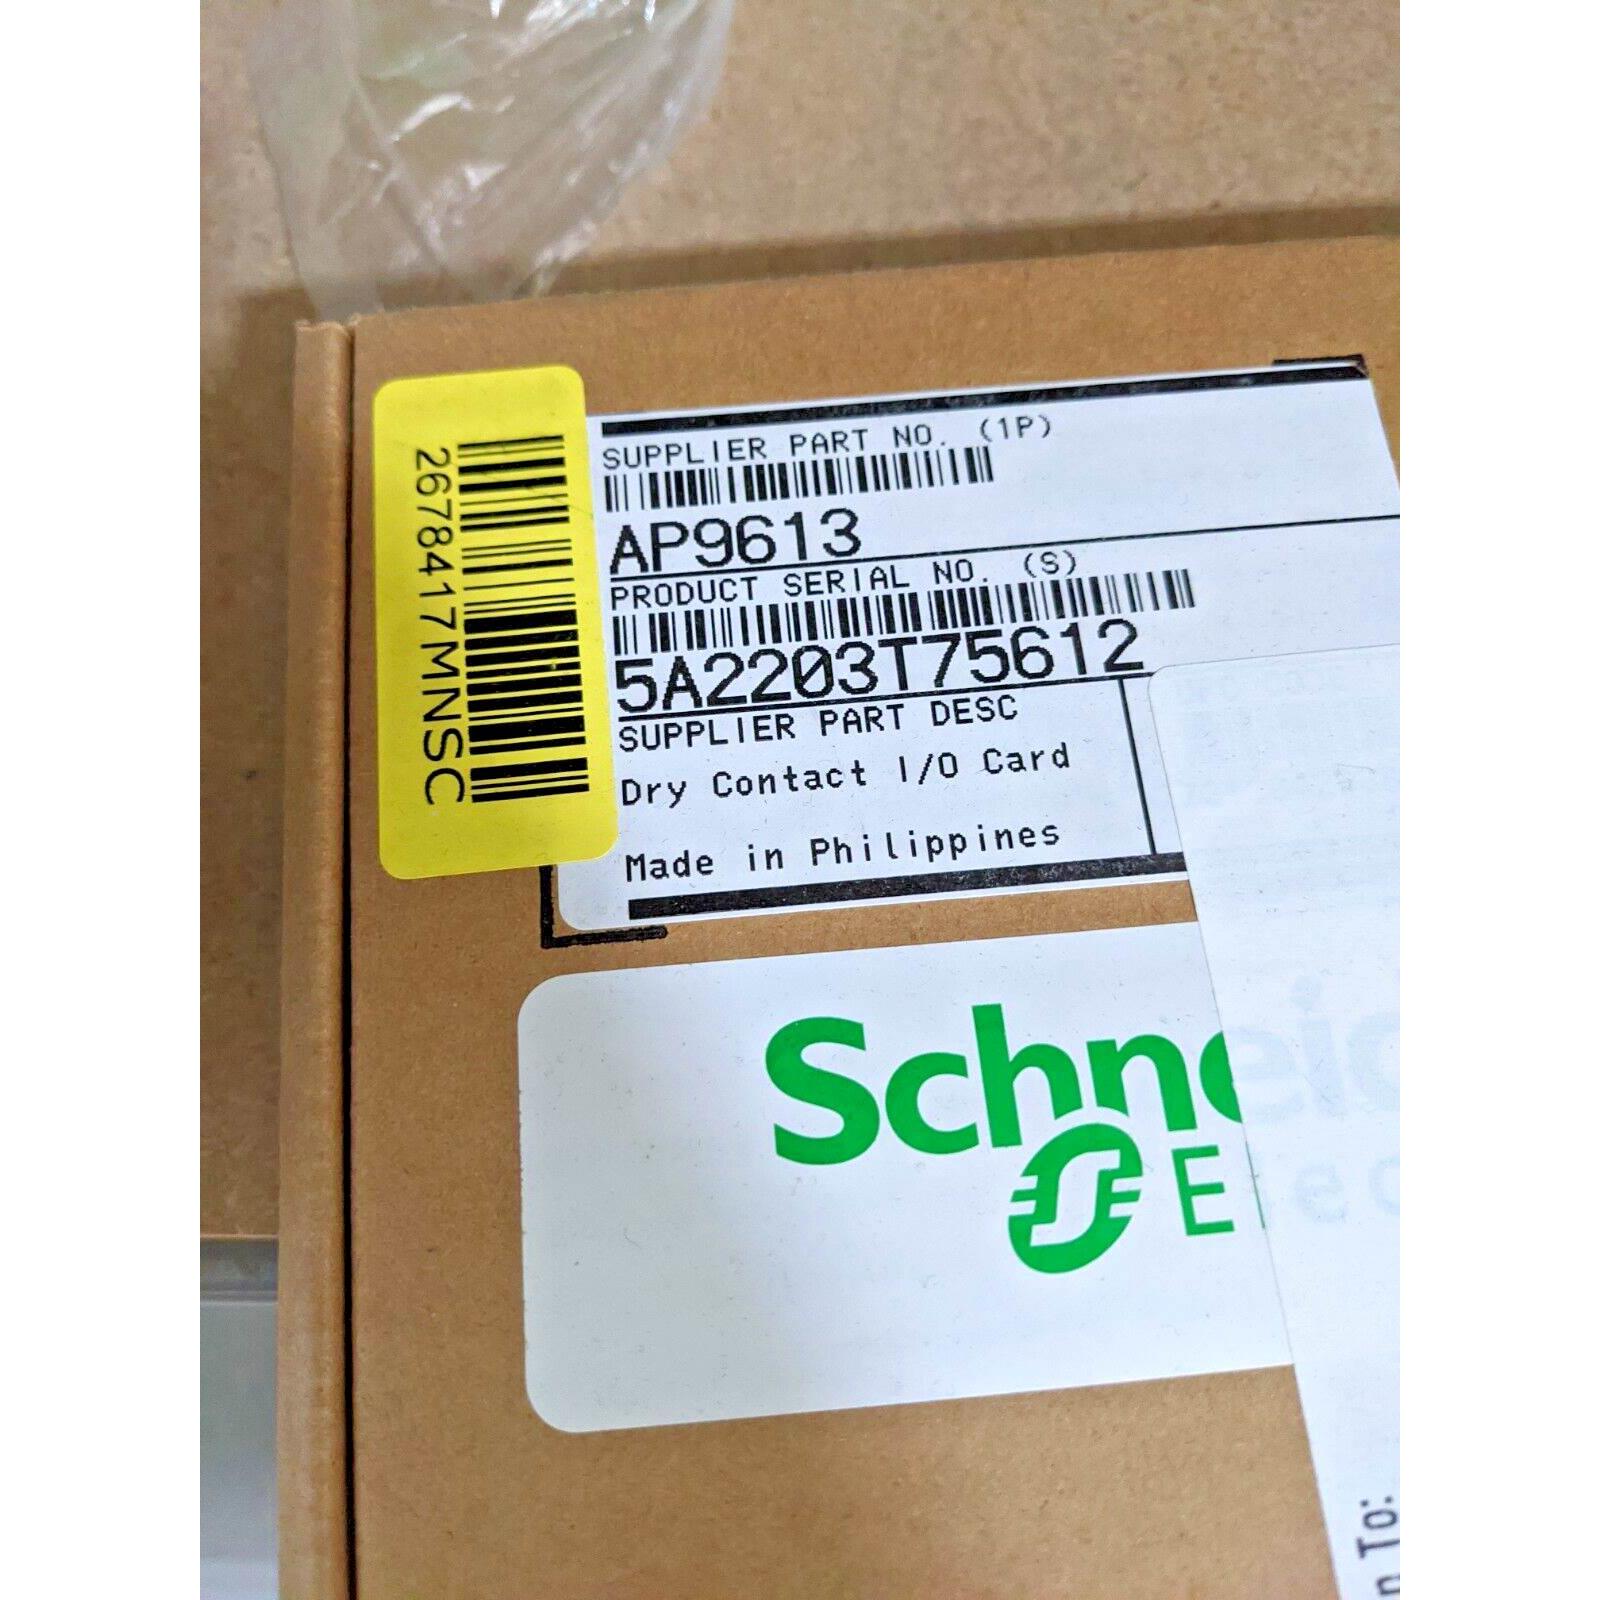 2678417MNSC
SUPPLIER PART NO. (1P)
AP9613
PRODUCT SERIAL NO. (S)
5A2203T75612
SUPPLIER PART DESC
Dry Contact I/O Card
Made in Philippines
Schne
E
To: